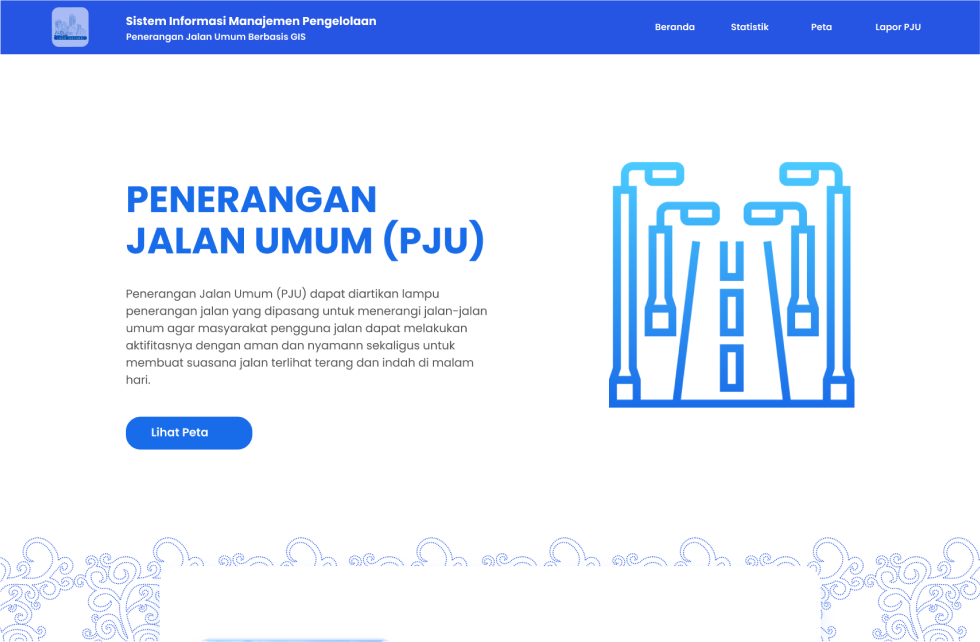 Sistem Informasi Manajemen Pengelolaan
Penerangan Jalan Umum Berbasis GIS
Beranda
Statistik
Peta
Lapor PJU
PENERANGAN
JALAN UMUM (PJU)
Penerangan Jalan Umum (PJU) dapat diartikan lampu
penerangan jalan yang dipasang untuk menerangi jalan-jalan
umum agar masyarakat pengguna jalan dapat melakukan
aktifitasnya dengan aman dan nyamann sekaligus untuk
membuat suasana jalan terlihat terang dan indah di malam
hari.
Lihat Peta